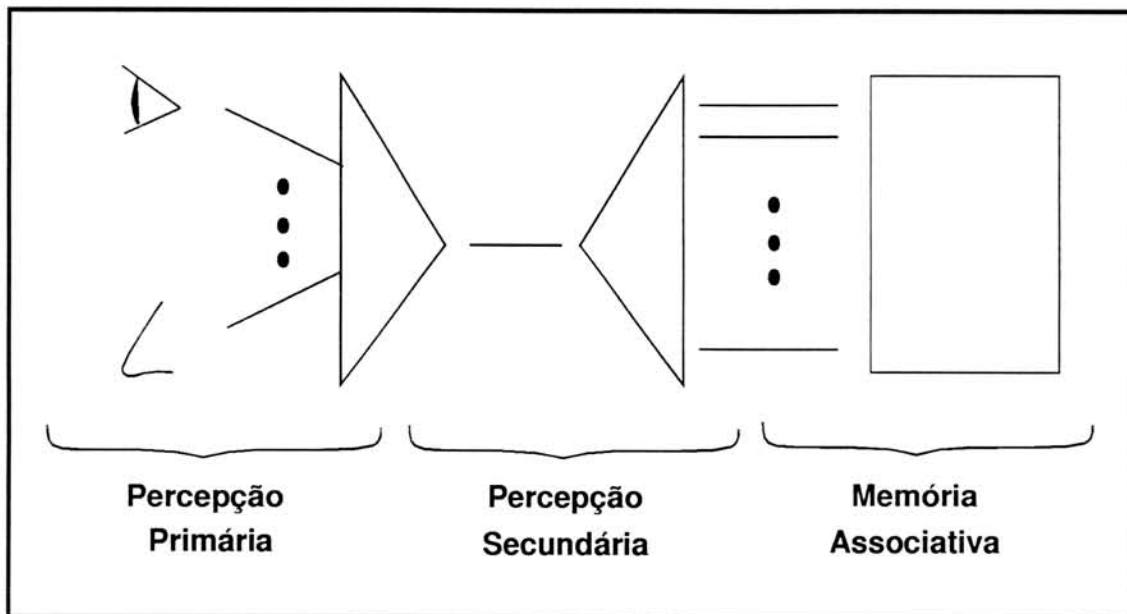 Percepção
Primária
Percepção
Secundária
Memória
Associativa